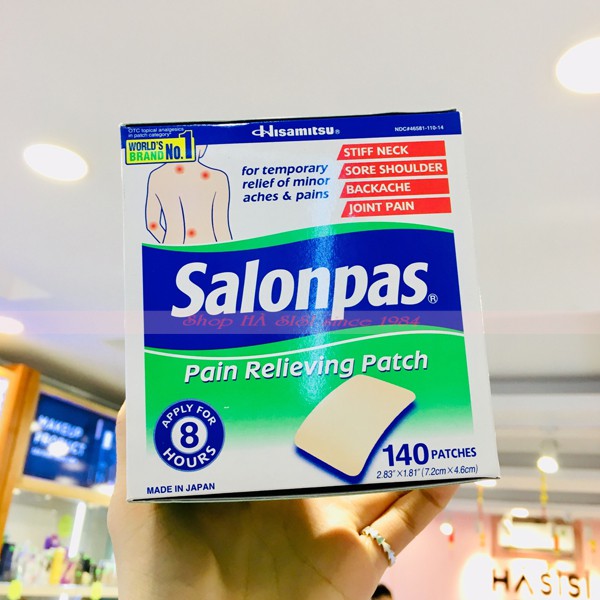 OTC topical analgesics
in patch category
WORLD'S
BRAND No.1
Hisamitsu®
NDC#46581-110-14
for temporary
relief of minor
aches & pains
STIFF NECK
SORE SHOULDER
BACKACHE
JOINT PAIN
Salonpas®
Shop HÀ SISI since 1984
Pain Relieving Patch
APPLY FOR
8
HOURS
140 PATCHES
2.83" X 1.81" (7.2cm × 4.6cm)
MADE IN JAPAN
MAKEUP
PRODUCT
HASISI